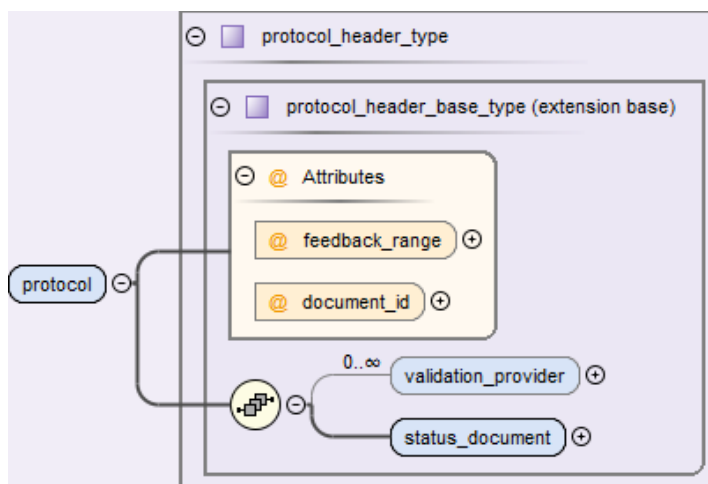 protocol_header_type
protocol_header_base_type (extension base)
@ Attributes
@ feedback_range
protocol
@ document_id
0..∞
validation_provider
status_document